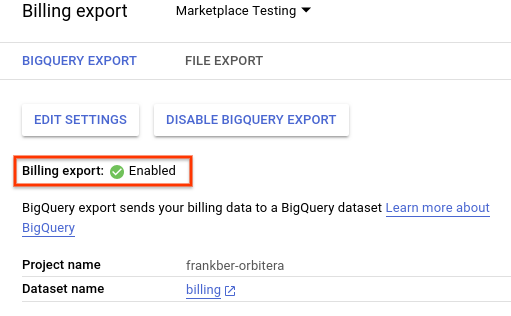 Billing export Marketplace Testing
BIGQUERY EXPORT FILE EXPORT
EDIT SETTINGS DISABLE BIGQUERY EXPORT
Billing export: Enabled
BigQuery export sends your billing data to a BigQuery dataset Learn more about
BigQuery
Project name frankber-orbitera
Dataset name billing